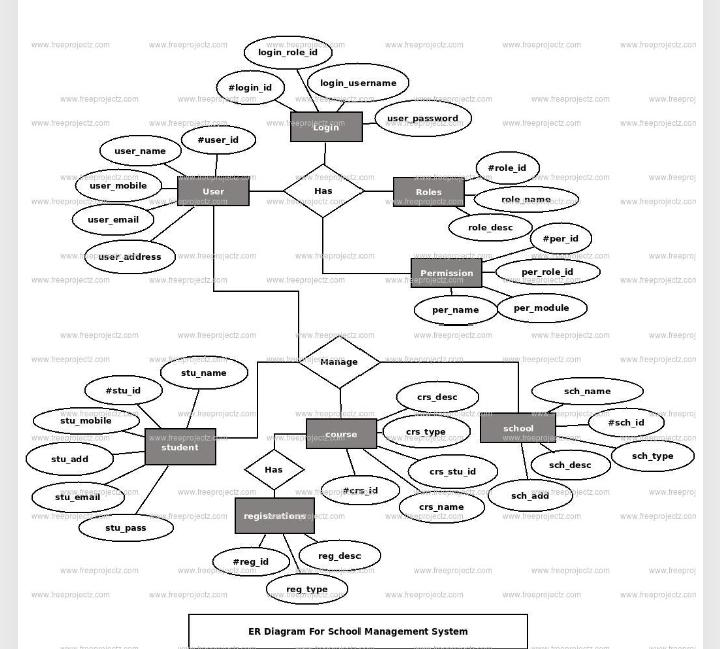 login_role_id
login_username
#login_id
user_password
Login
#user_id
user_name
user_mobile
User
Has
Roles
#role_id
role_name
user_email
role_desc
#per_id
user_address
Permission
per_role_id
per_name
per_module
Manage
stu_name
#stu_id
crs_desc
sch_name
stu_mobile
crs_type
school
#sch_id
student
course
stu_add
sch_type
Has
crs_stu_id
sch_desc
stu_email
#crs_id
sch_add
crs_name
registrations
stu_pass
#reg_id
reg_desc
reg_type
ER Diagram For School Management System
www.freeprojectz.com